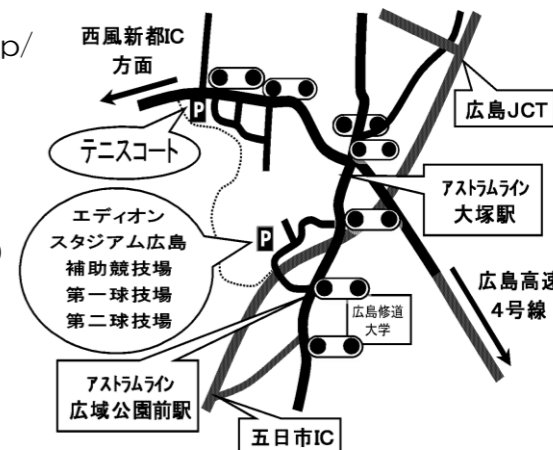 p/
西風新都IC
方面
広島JCT
P
テニスコート
アストラムライン
大塚駅
エディオン
スタジアム広島
補助競技場
第一球技場
第二球技場
P
広島高速
4号線
広島修道
大学
アストラムライン
広域公園前駅
五日市IC